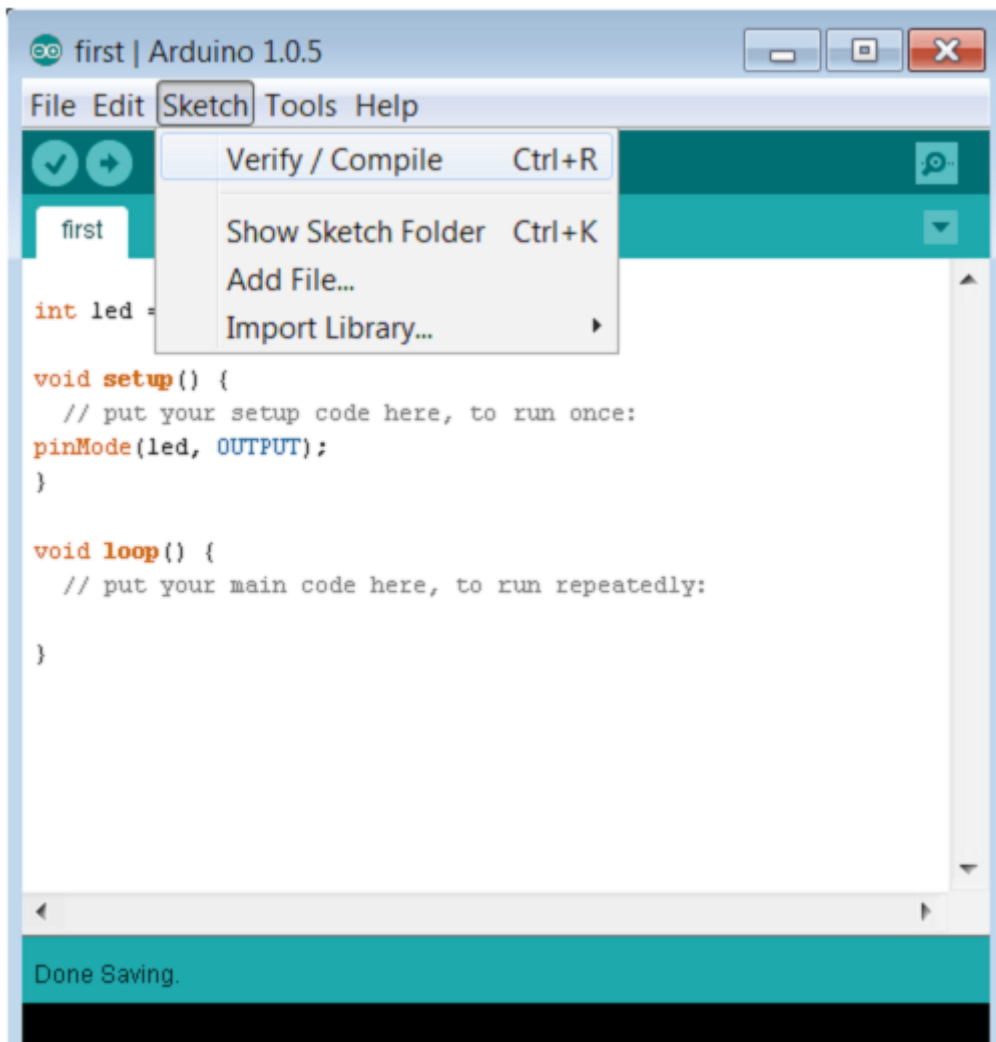 first | Arduino 1.0.5
File Edit Sketch Tools Help
Verify / Compile Ctrl+R
Show Sketch Folder Ctrl+K
Add File...
Import Library...
first
int led =
void setup() {
// put your setup code here, to run once:
pinMode(led, OUTPUT);
}
void loop() {
// put your main code here, to run repeatedly:
}
Done Saving.